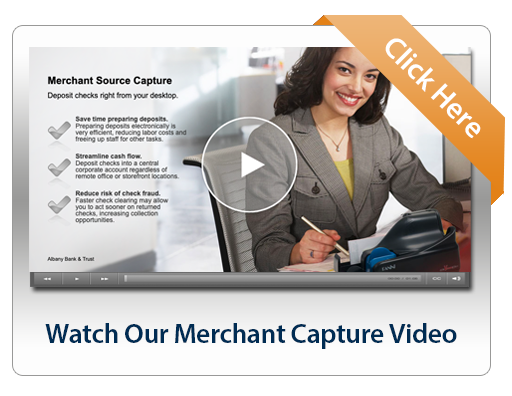 Click Here
Merchant Source Capture
Deposit checks right from your desktop.
Save time preparing deposits.
Preparing deposits electronically is
very efficient, reducing labor costs and
freeing up staff for other tasks.
Streamline cash flow.
Deposit checks into a central
corporate account regardless of
remote office or storefront locations.
Reduce risk of check fraud.
Faster check clearing may allow
you to act sooner on returned
checks, increasing collection
opportunities.
Albany Bank & Trust
CC
Watch Our Merchant Capture Video